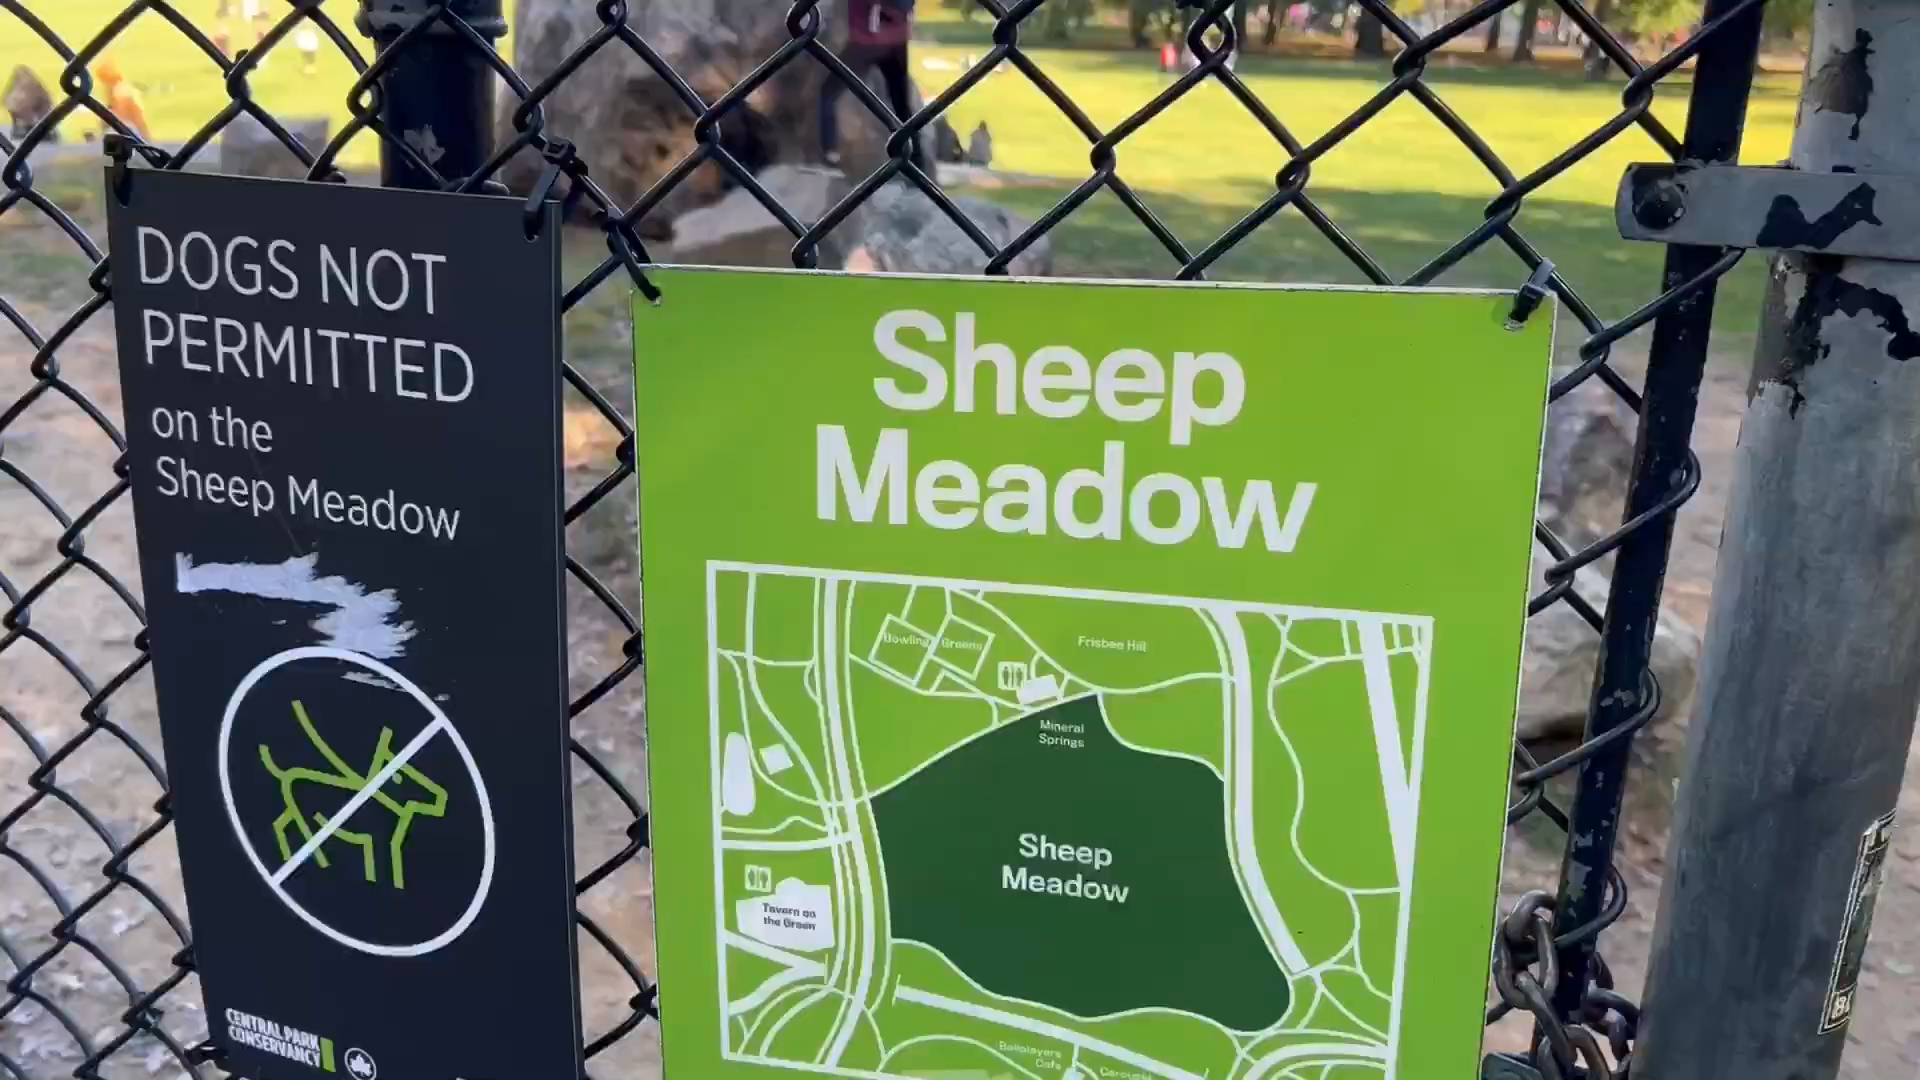 DOGS NOT
PERMITTED
on the
Sheep Meadow
CENTRAL PARK
CONSERVANCY
Sheep
Meadow
Bowling Greens
Frisbee Hill
Mineral
Springs
Sheep
Meadow
Tavern on
the Green
Ballplayers
Cafe
Carousel